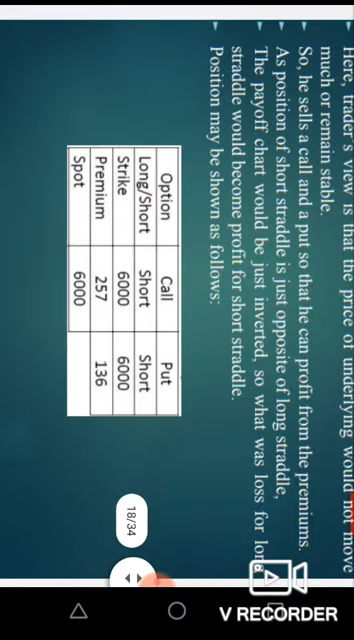 Here, trader's view is that the price of underlying would not move
much or remain stable.
So, he sells a call and a put so that he can profit from the premiums.
As position of short straddle is just opposite of long straddle,
The payoff chart would be just inverted, so what was loss for long
straddle would become profit for short straddle.
Position may be shown as follows:
Option Call Put
Long/Short Short Short
Strike 6000 6000
Premium 257 136
Spot 6000
18/34
V RECORDER